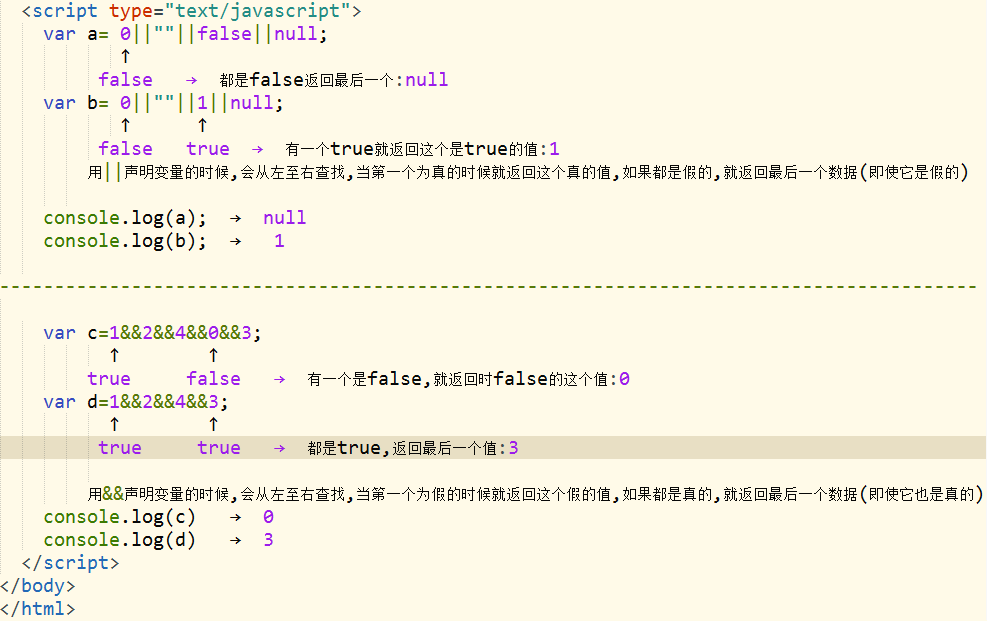 <script type="text/javascript">
var a= 0||""||false||null;
↑
false → 都是false返回最后一个:null
var b= 0||""||1||null;
↑ ↑
false true → 有一个true就返回这个是true的值:1
用||声明变量的时候,会从左至右查找,当第一个为真的时候就返回这个真的值,如果都是假的,就返回最后一个数据(即使它是假的)
console.log(a); → null
console.log(b); → 1
-----------------------------------------------------------------------------------------
var c=1&&2&&4&&0&&3;
↑ ↑
true false → 有一个是false,就返回时false的这个值:0
var d=1&&2&&4&&3;
↑ ↑
true true → 都是true,返回最后一个值:3
用&&声明变量的时候,会从左至右查找,当第一个为假的时候就返回这个假的值,如果都是真的,就返回最后一个数据(即使它也是真的)
console.log(c) → 0
console.log(d) → 3
</script>
</body>
</html>